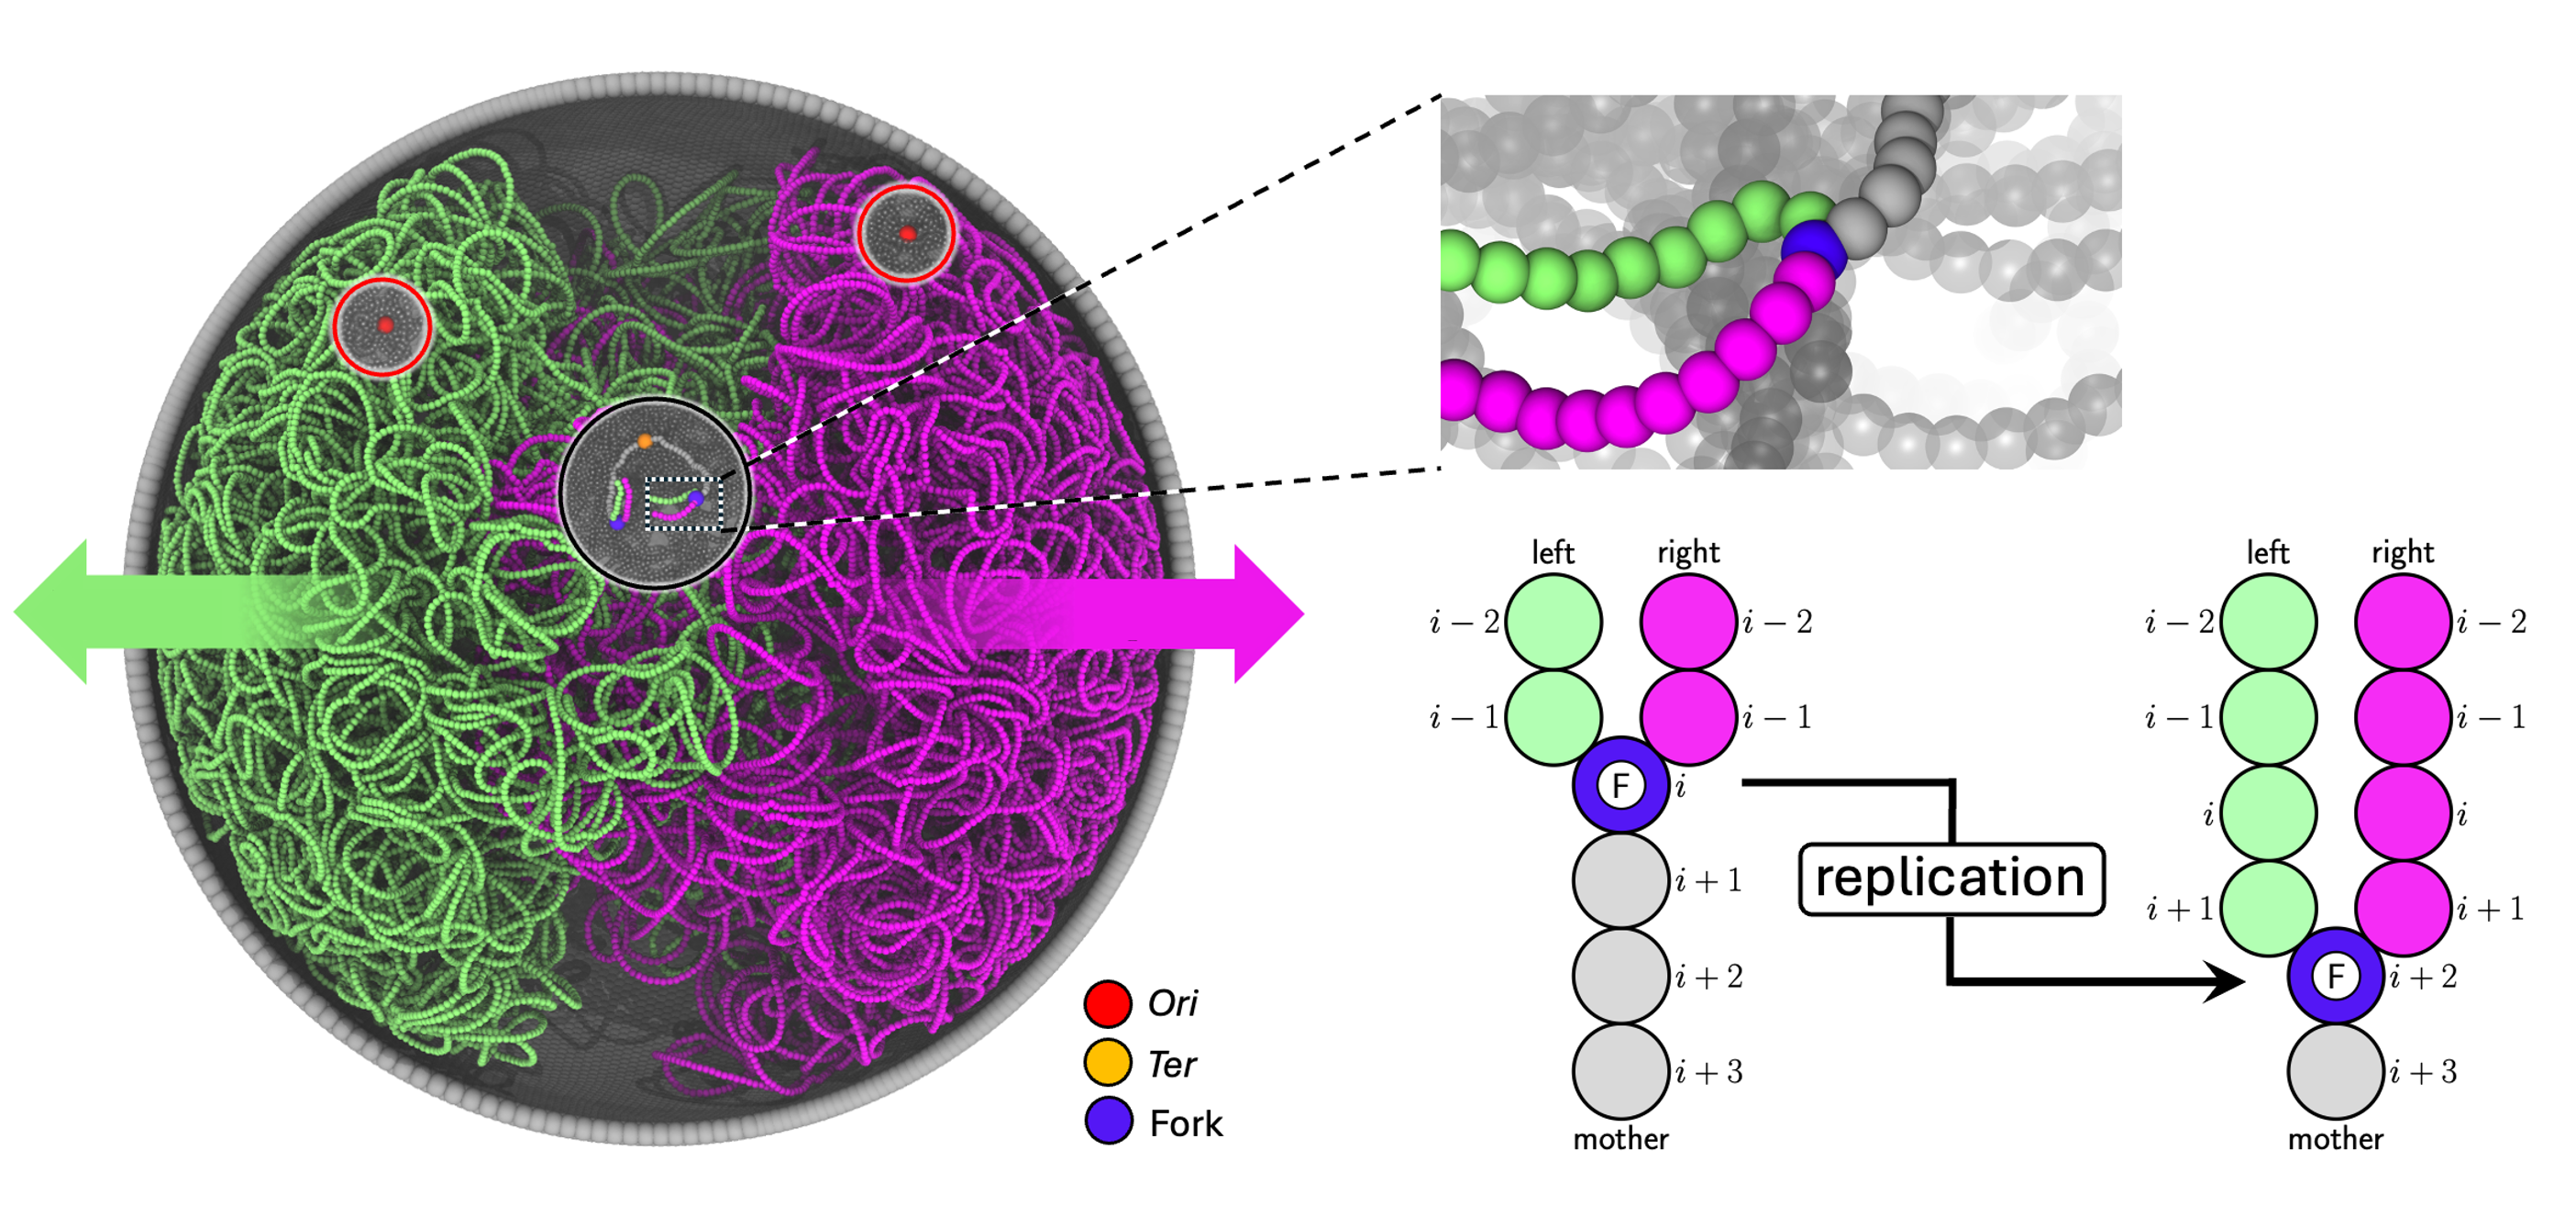 left right left right
i − 2 i − 2 i − 2 i − 2
i − 1 i − 1 i − 1 i − 1
F i i i
replication
i + 1 i + 1 i + 1
i + 2 F i + 2
i + 3 i + 3
mother mother
Ori
Ter
Fork